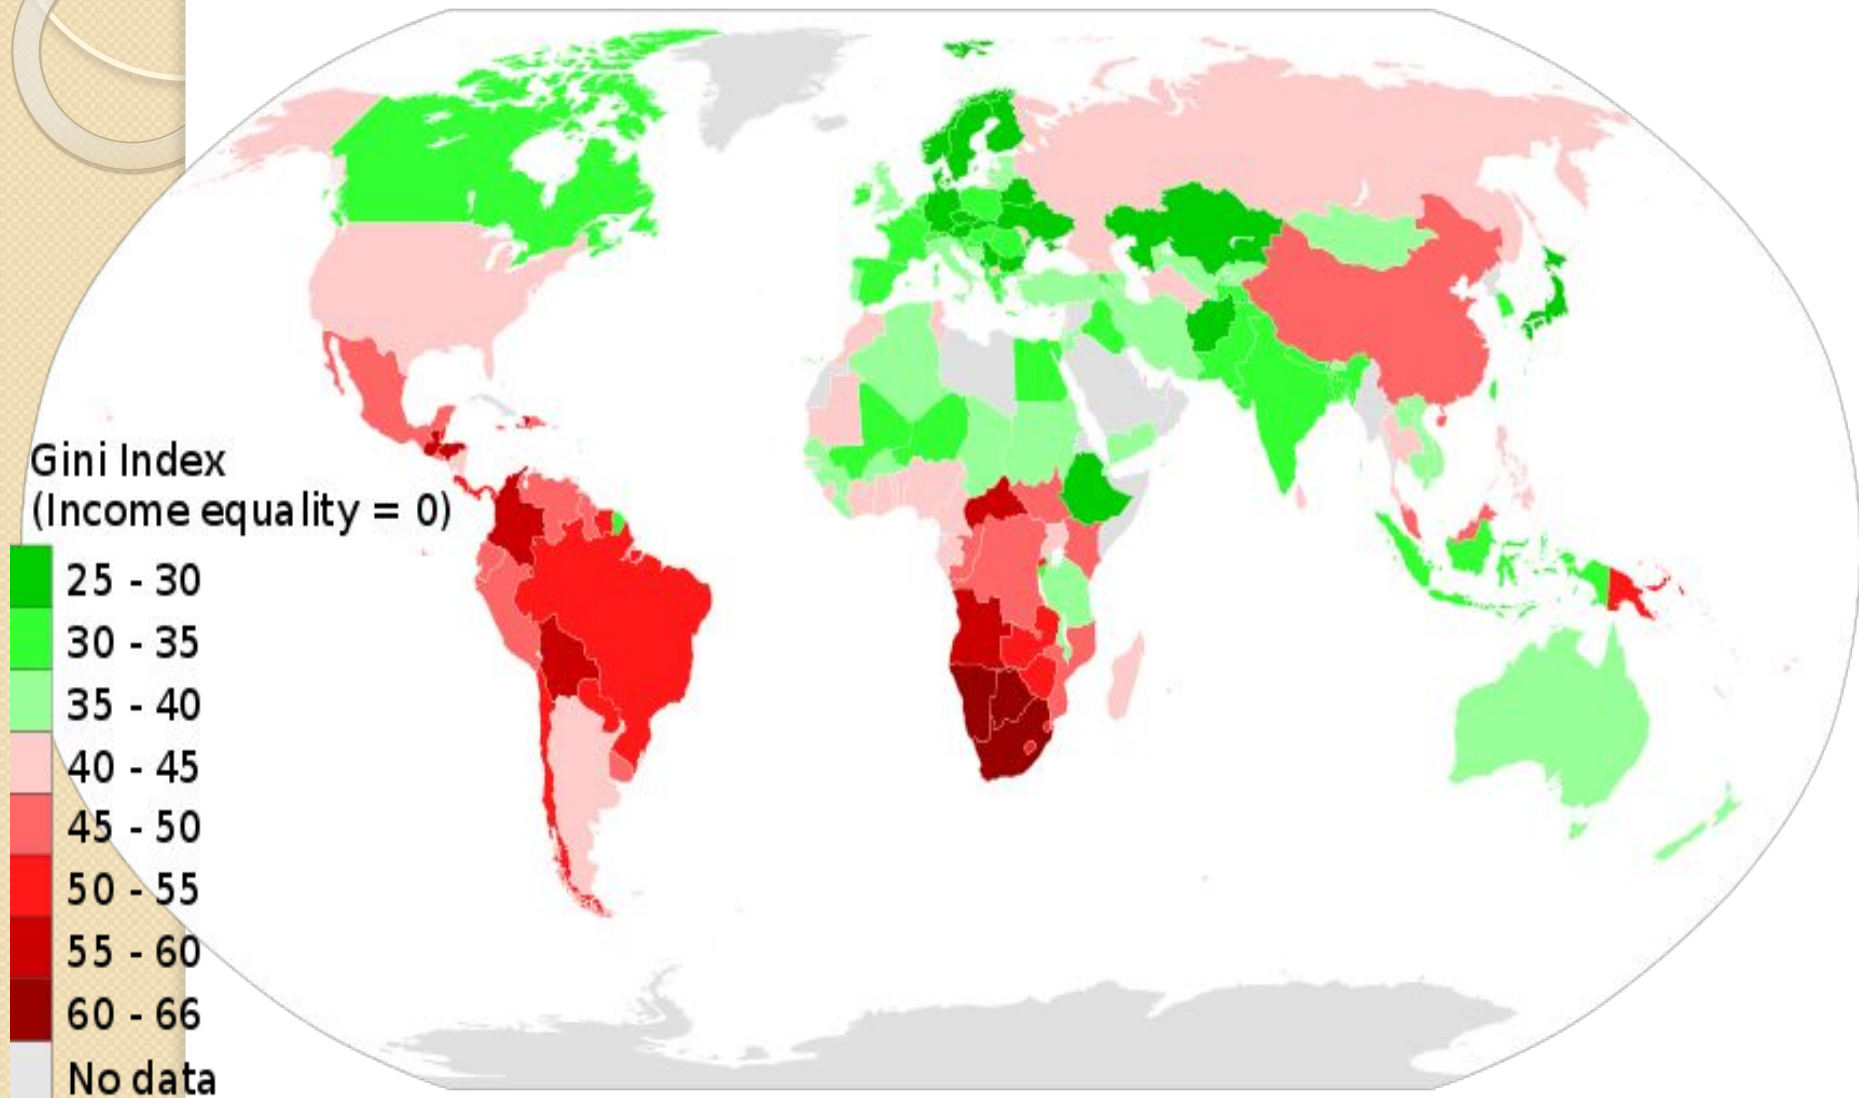 Gini Index
(Income equality = 0)
25 - 30
30 - 35
35 - 40
40 - 45
45 - 50
50 - 55
55 - 60
60 - 66
No data